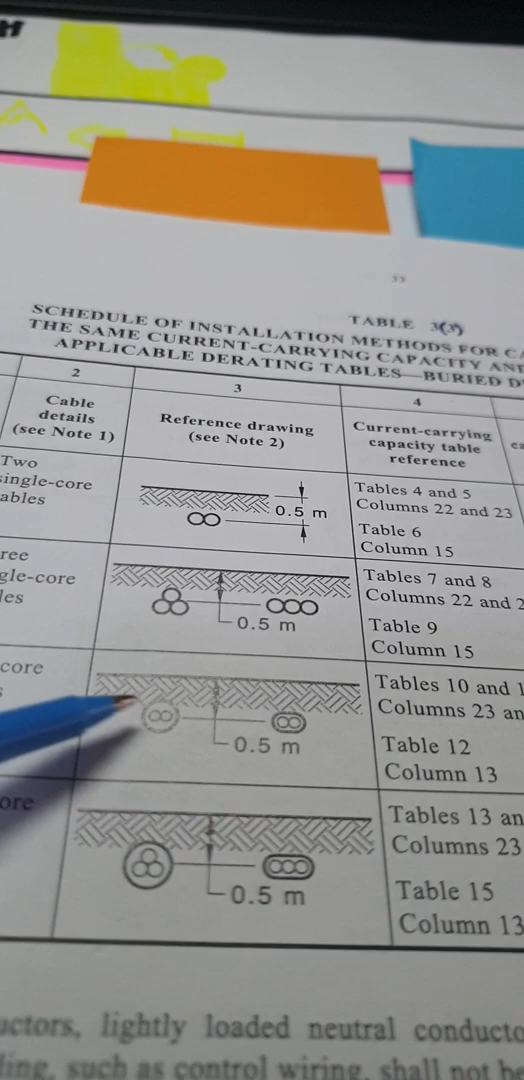 33
TABLE 3(3)
SCHEDULE OF INSTALLATION METHODS FOR
THE SAME CURRENT-CARRYING CAPACITY AND
APPLICABLE DERATING TABLES—BURIED
2
3
4
Cable
details
(see Note 1)
Reference drawing
(see Note 2)
Current-carrying
capacity table
reference
Two
single-core
ables
0.5 m
Tables 4 and 5
Columns 22 and 23
Table 6
Column 15
ree
gle-core
les
0.5 m
Tables 7 and 8
Columns 22 and 2
Table 9
Column 15
core
0.5 m
Tables 10 and 1
Columns 23 an
Table 12
Column 13
ore
0.5 m
Tables 13 an
Columns 23
Table 15
Column 13
uctors, lightly loaded neutral conducto
ding, such as control wiring, shall not be